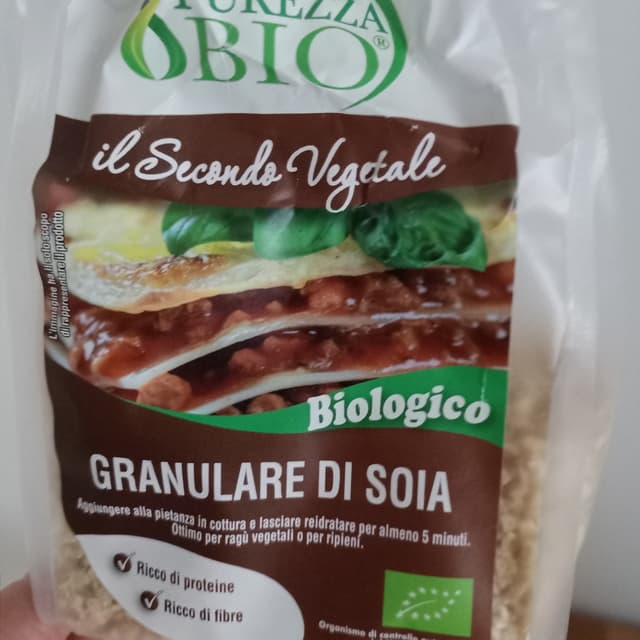 PUREZZA
BIO®
il Secondo Vegetale
L'immagine ha il solo scopo
di rappresentare il prodotto
Biologico
GRANULARE DI SOIA
Aggiungere alla pietanza in cottura e lasciare reidratare per almeno 5 minuti.
Ottimo per ragù vegetali o per ripieni.
Ricco di proteine
Ricco di fibre
Organismo di controllo